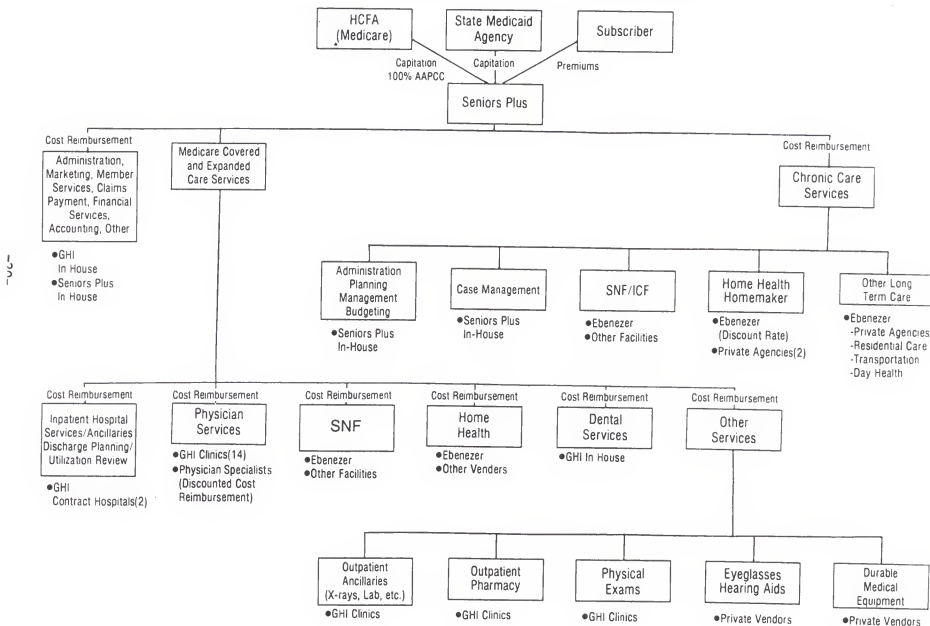 HCFA
(Medicare)
State Medicaid
Agency
Subscriber
Capitation
100% AAPCC
Capitation
Premiums
Seniors Plus
Cost Reimbursement
Administration,
Marketing, Member
Services, Claims
Payment, Financial
Services,
Accounting, Other
●GHI
In House
●Seniors Plus
In House
Medicare Covered
and Expanded
Care Services
Cost Reimbursement
Chronic Care
Services
Administration
Planning
Management
Budgeting
●Seniors Plus
In-House
Case Management
●Seniors Plus
In-House
SNF/ICF
●Ebenezer
●Other Facilities
Home Health
Homemaker
●Ebenezer
(Discount Rate)
●Private Agencies(2)
Other Long
Term Care
●Ebenezer
-Private Agencies
-Residential Care
-Transportation
-Day Health
Cost Reimbursement
Inpatient Hospital
Services/Ancillaries
Discharge Planning/
Utilization Review
●GHI
Contract Hospitals(2)
Cost Reimbursement
Physician
Services
●GHI Clinics(14)
●Physician Specialists
(Discounted Cost
Reimbursement)
Cost Reimbursement
SNF
●Ebenezer
●Other Facilities
Cost Reimbursement
Home
Health
●Ebenezer
●Other Venders
Cost Reimbursement
Dental
Services
●GHI In House
Cost Reimbursement
Other
Services
Outpatient
Ancillaries
(X-rays, Lab, etc.)
●GHI Clinics
Outpatient
Pharmacy
●GHI Clinics
Physical
Exams
●GHI Clinics
Eyeglasses
Hearing Aids
●Private Vendors
Durable
Medical
Equipment
●Private Vendors